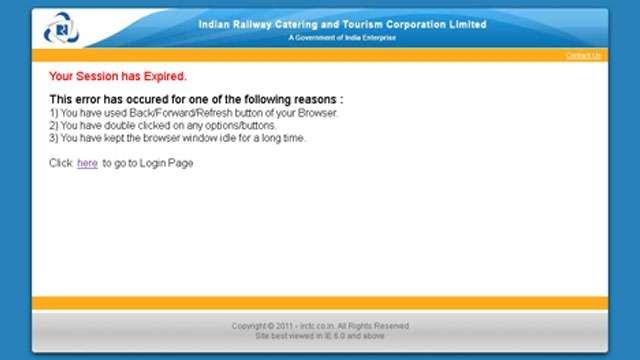 Indian Railway Catering and Tourism Corporation Limited
A Government of India Enterprise
Contact Us
Your Session has Expired.
This error has occured for one of the following reasons :
1) You have used Back/Forward/Refresh button of your Browser.
2) You have double clicked on any options/buttons.
3) You have kept the browser window idle for a long time.
Click here to go to Login Page
Copyright © 2011 - irctc.co.in. All Rights Reserved
Site best viewed in IE 6.0 and above